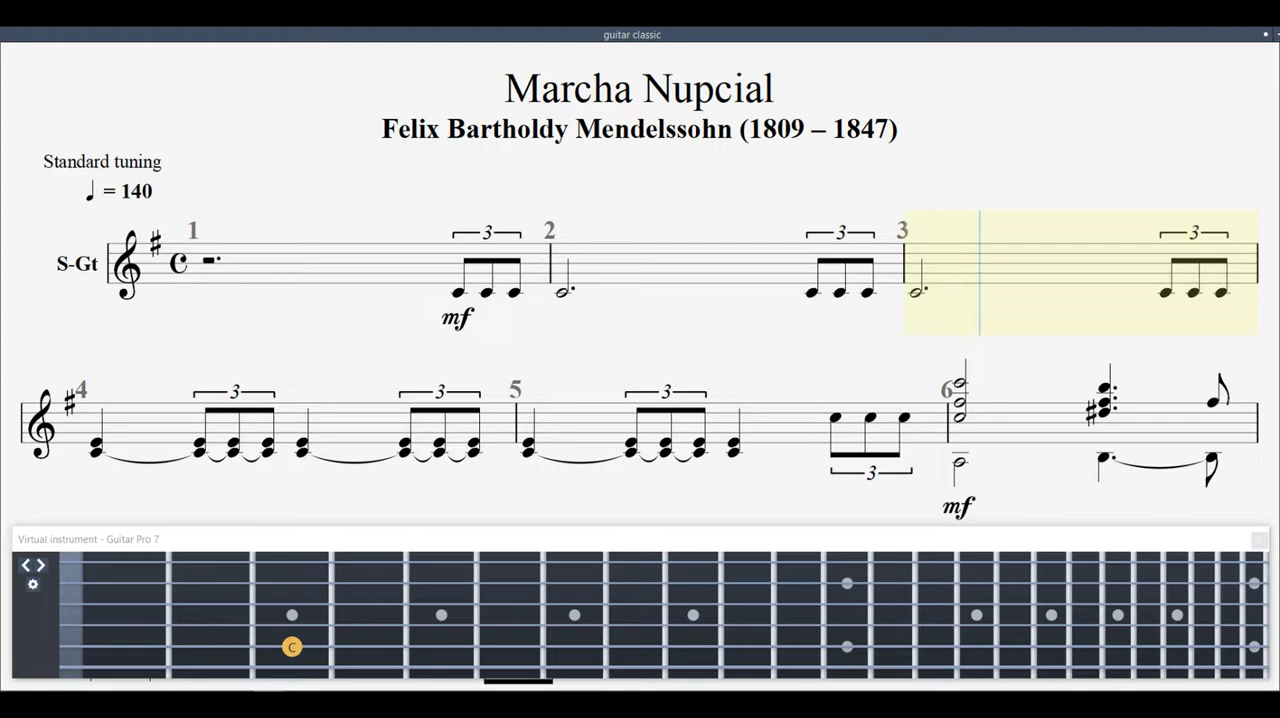 guitar classic
Marcha Nupcial
Felix Bartholdy Mendelssohn (1809 – 1847)
Standard tuning
= 140
1 3 2 3 3 3
S-Gt
mf
4 3 3 5 3 6
3
mf
Virtual instrument - Guitar Pro 7
C